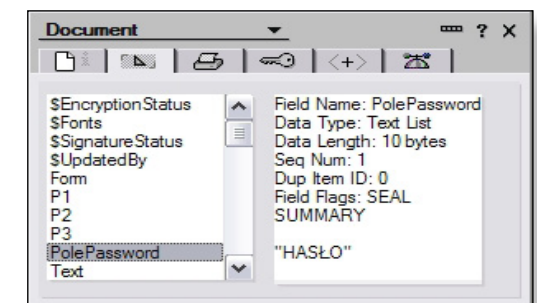 Document
? X
<+>
$EncryptionStatus
$Fonts
$SignatureStatus
$UpdatedBy
Form
P1
P2
P3
PolePassword
Text
Field Name: PolePassword
Data Type: Text List
Data Length: 10 bytes
Seq Num: 1
Dup Item ID: 0
Field Flags: SEAL
SUMMARY
"HASŁO"